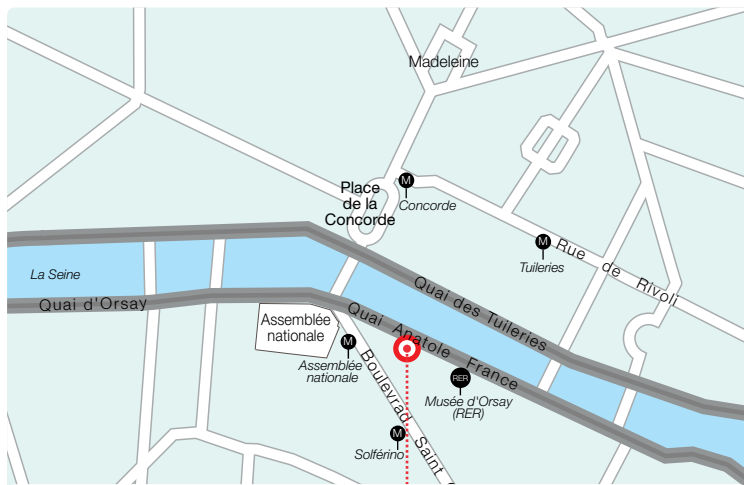 Madeleine
M
Place
de la
Concorde
Concorde
M
Tuileries
Rue de Rivoli
La Seine
Quai des Tuileries
Quai d'Orsay
Quai Anatole France
Assemblée
nationale
M
Assemblée
nationale
RER
Musée d'Orsay
(RER)
Boulevrad Saint
M
Solférino